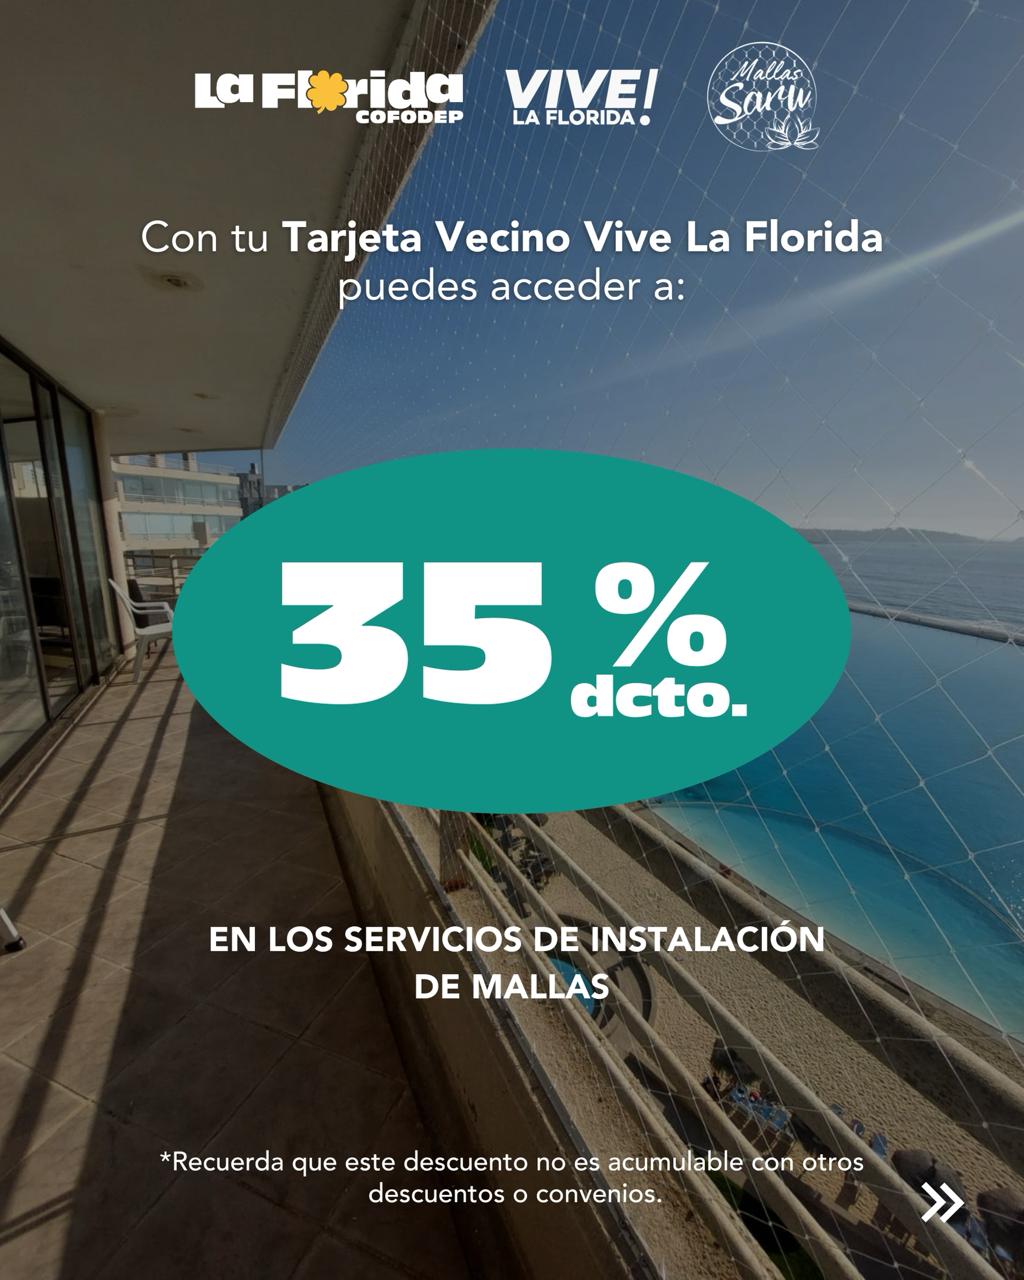 La Florida
COFODEP
VIVE!
LA FLORIDA
Mallas
Saru
Con tu Tarjeta Vecino Vive La Florida
puedes acceder a:
35 %
dcto.
EN LOS SERVICIOS DE INSTALACIÓN
DE MALLAS
*Recuerda que este descuento no es acumulable con otros
descuentos o convenios.